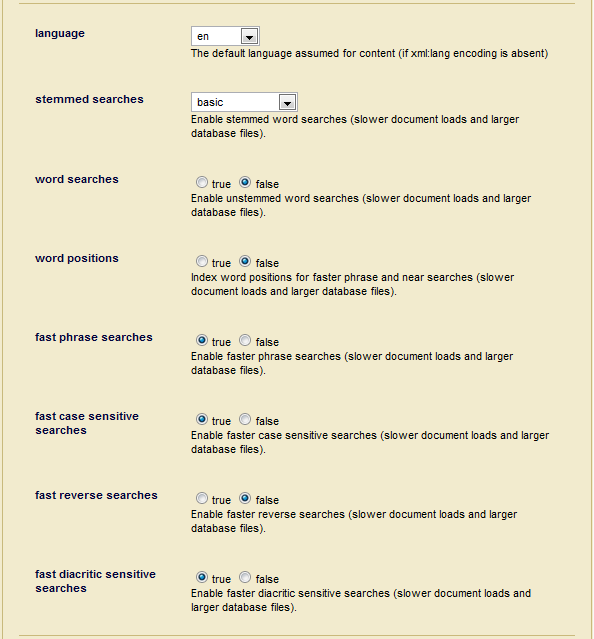 language
en
The default language assumed for content (if xml:lang encoding is absent)
stemmed searches
basic
Enable stemmed word searches (slower document loads and larger
database files).
word searches
true false
Enable unstemmed word searches (slower document loads and larger
database files).
word positions
true false
Index word positions for faster phrase and near searches (slower
document loads and larger database files).
fast phrase searches
true false
Enable faster phrase searches (slower document loads and larger
database files).
fast case sensitive
searches
true false
Enable faster case sensitive searches (slower document loads and larger
database files).
fast reverse searches
true false
Enable faster reverse searches (slower document loads and larger
database files).
fast diacritic sensitive
searches
true false
Enable faster diacritic sensitive searches (slower document loads and
larger database files).